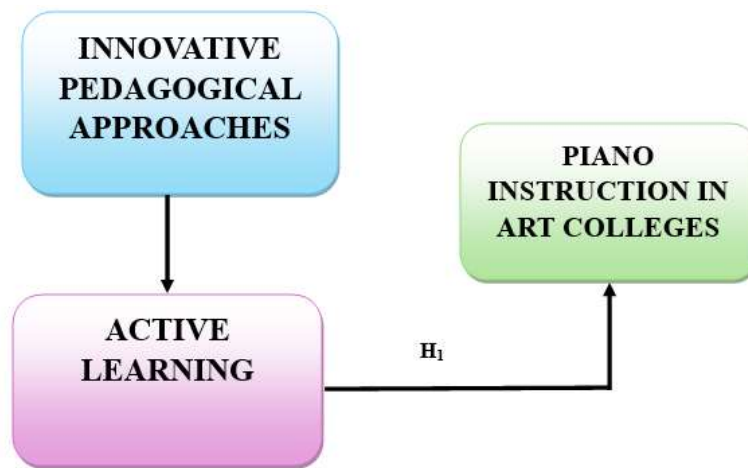 INNOVATIVE
PEDAGOGICAL
APPROACHES
PIANO
INSTRUCTION IN
ART COLLEGES
ACTIVE
LEARNING
H₁